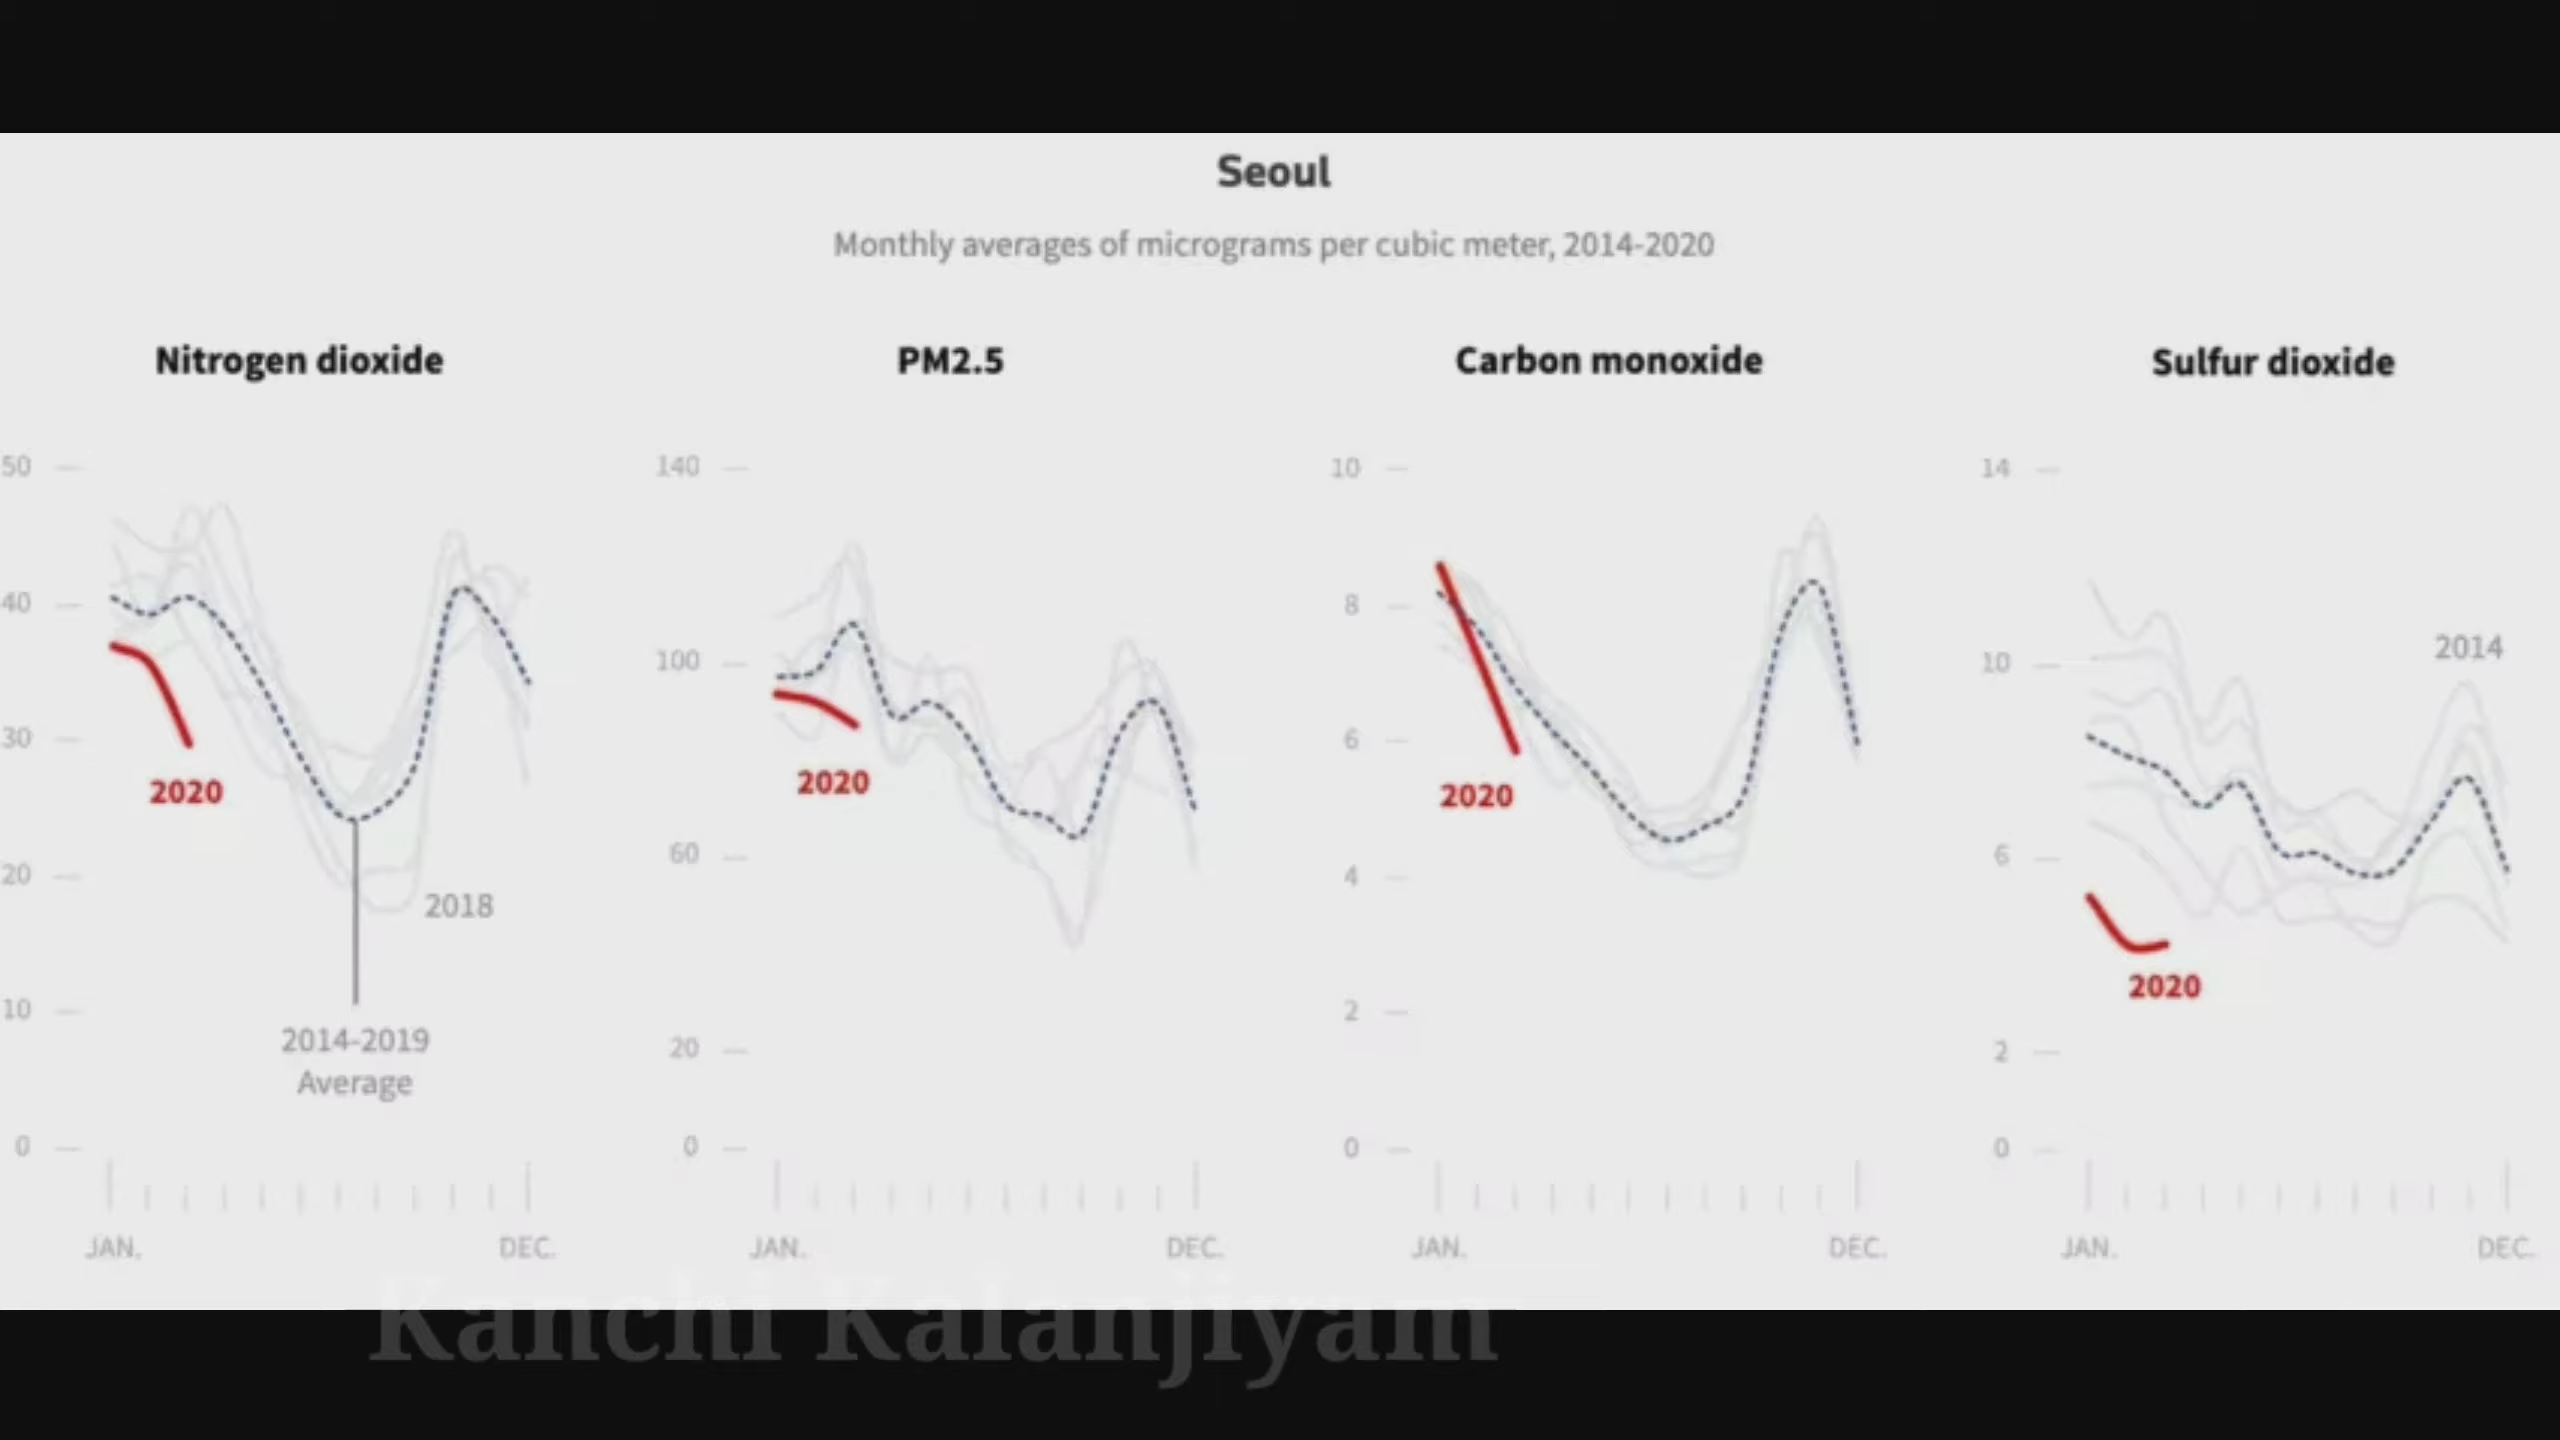 Seoul
Monthly averages of micrograms per cubic meter, 2014-2020
Nitrogen dioxide
50
40
30
20
10
0
2020
2018
2014-2019
Average
JAN.
DEC.
PM2.5
140
100
60
20
0
2020
JAN.
DEC.
Carbon monoxide
10
8
6
4
2
0
2020
JAN.
DEC.
Sulfur dioxide
14
10
6
2
0
2014
2020
JAN.
DEC.
Kanchi Kalanjiyam